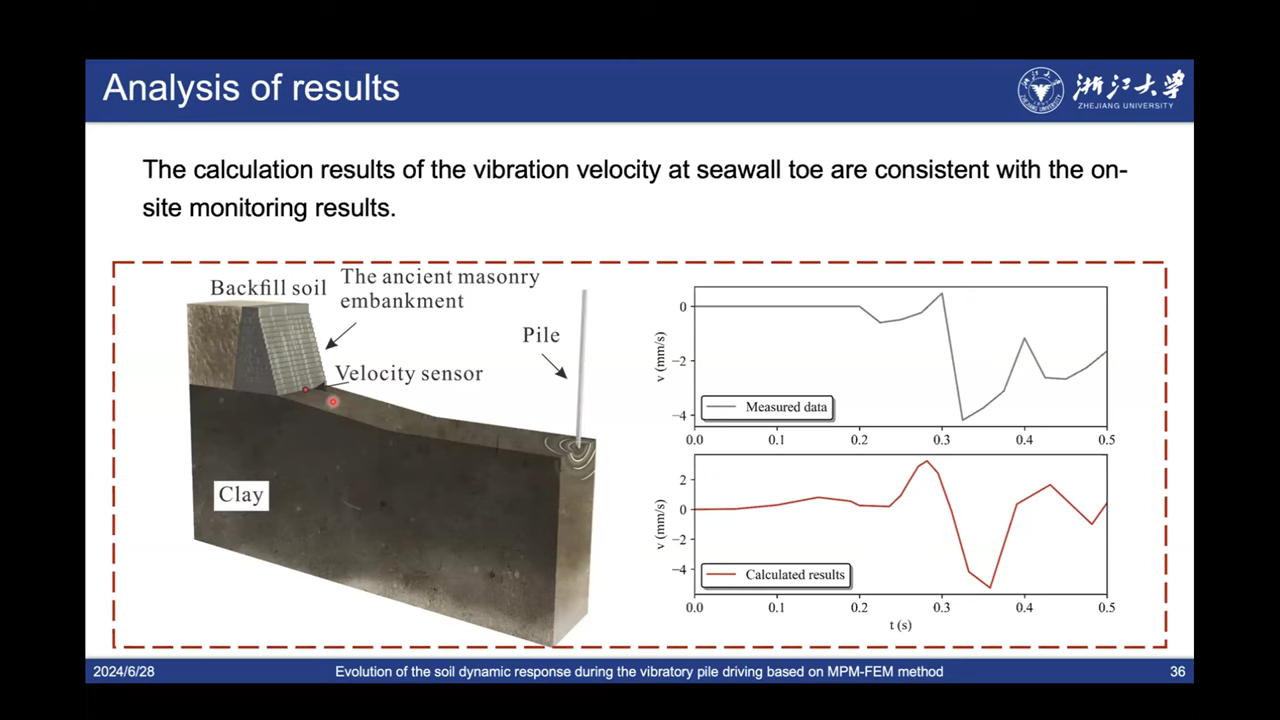 Analysis of results
浙江大学
ZHEJIANG UNIVERSITY
The calculation results of the vibration velocity at seawall toe are consistent with the on-
site monitoring results.
Backfill soil
The ancient masonry
embankment
Pile
Velocity sensor
Clay
0
−2
−4
v (mm/s)
Measured data
0.0 0.1 0.2 0.3 0.4 0.5
2
0
−2
−4
v (mm/s)
Calculated results
0.0 0.1 0.2 0.3 0.4 0.5
t (s)
2024/6/28
Evolution of the soil dynamic response during the vibratory pile driving based on MPM-FEM method
36